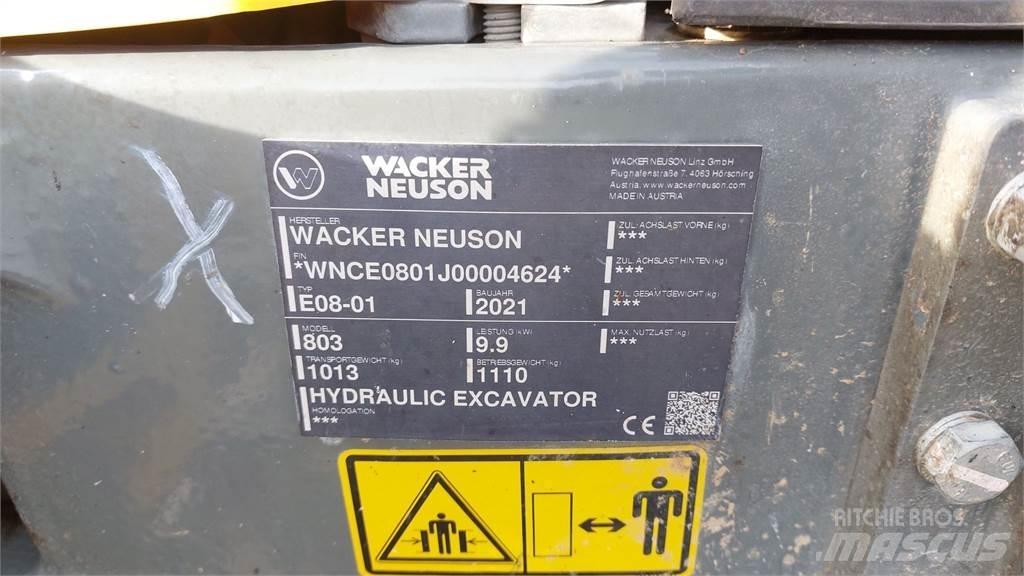 WACKER
NEUSON
WACKER NEUSON Linz GmbH
Flughafenstraße 7, 4063 Hörsching
Austria, www.wackerneuson.com
MADE IN AUSTRIA
HERSTELLER
WACKER NEUSON
FIN
*WNCE0801J00004624*
TYP
E08-01
BAUJAHR
2021
ZUL. ACHSLAST VORNE (kg)
***
ZUL. ACHSLAST HINTEN (kg)
***
ZUL. GESAMTGEWICHT (kg)
***
MODELL
803
LEISTUNG (kW)
9.9
MAX. NUTZLAST (kg)
***
TRANSPORTGEWICHT (kg)
1013
BETRIEBSGEWICHT (kg)
1110
HYDRAULIC EXCAVATOR
HOMOLOGATION
***
CE
RITCHIE BROS.
MASCUS